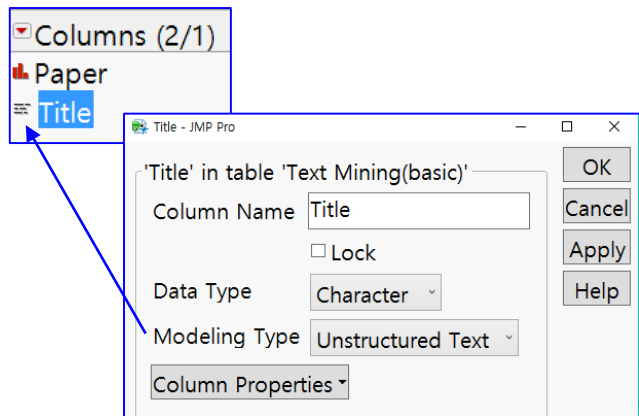 Columns (2/1)
Paper
Title
Title - JMP Pro
'Title' in table 'Text Mining(basic)'
OK
Column Name Title
Cancel
Lock
Apply
Data Type Character
Help
Modeling Type Unstructured Text
Column Properties